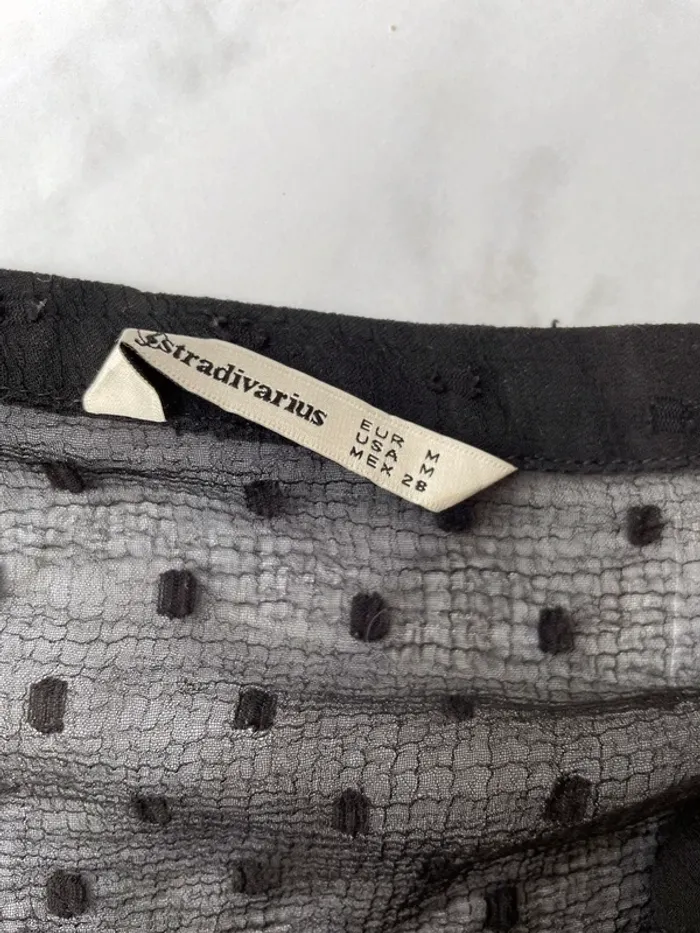 stradivarius
EUR M
USA M
MEX 28